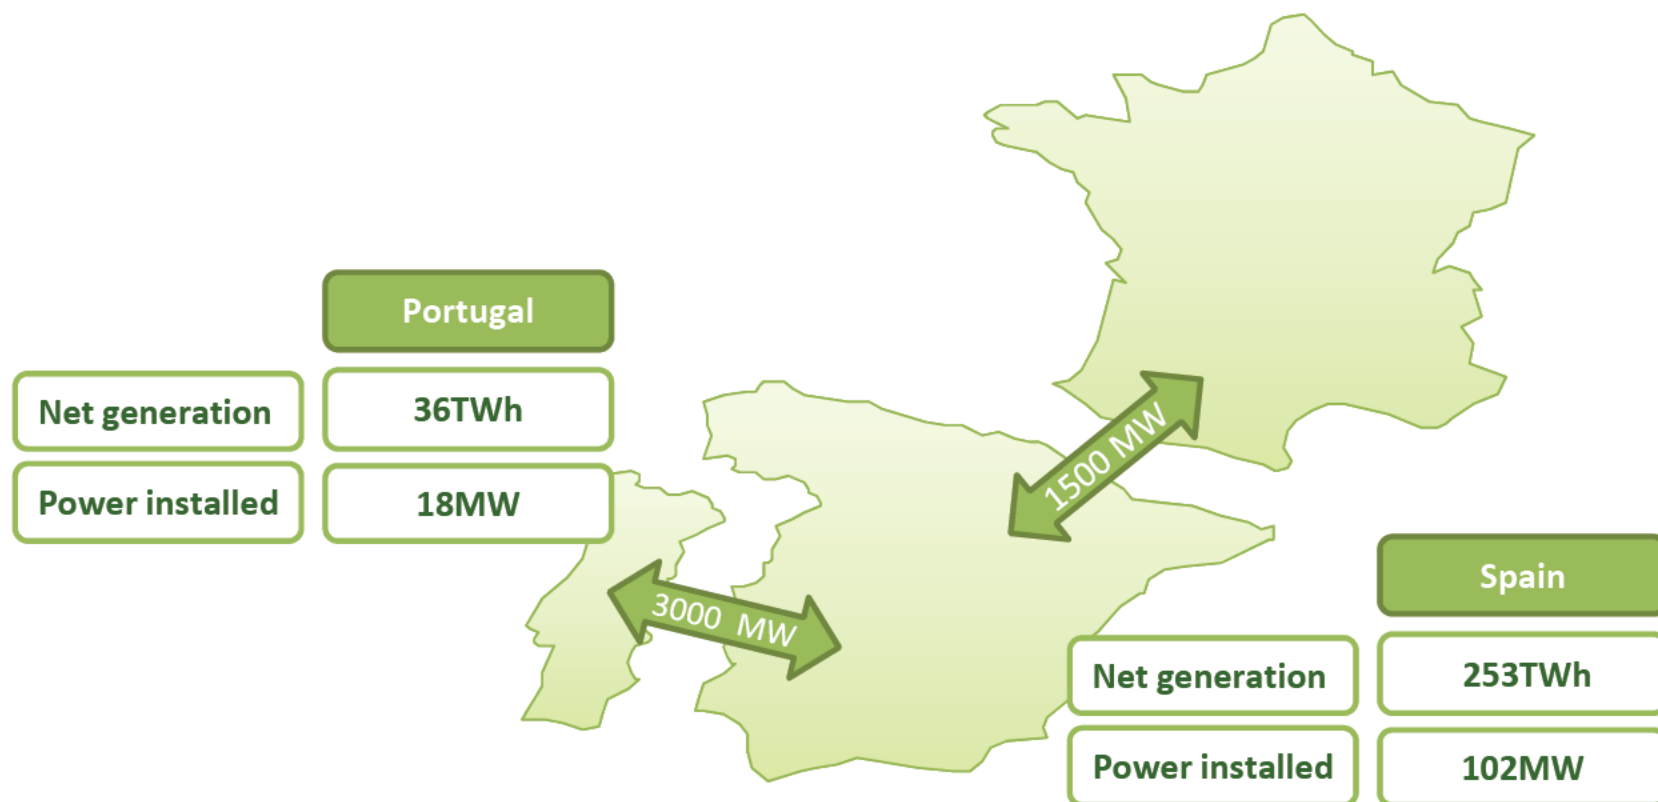 Portugal
Net generation 36TWh
Power installed 18MW
1500 MW
3000 MW
Spain
Net generation 253TWh
Power installed 102MW